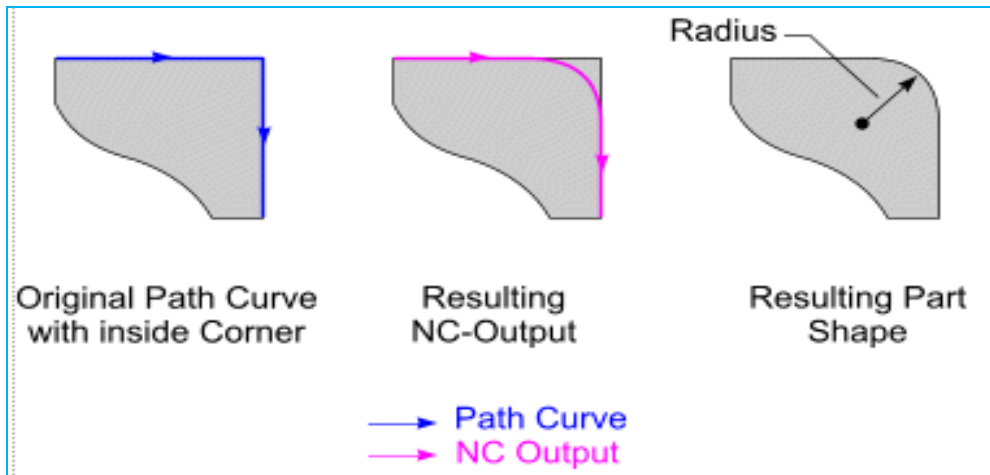 Radius
Original Path Curve
with inside Corner
Resulting
NC-Output
Resulting Part
Shape
Path Curve
NC Output